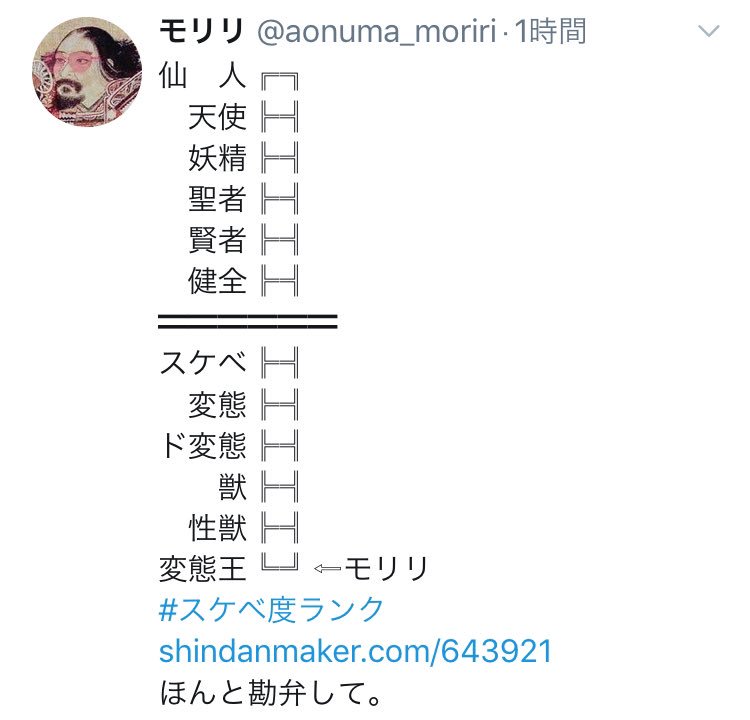 モリリ @aonuma_moriri · 1時間
仙　人 ╔╗
天使 ╠╣
妖精 ╠╣
聖者 ╠╣
賢者 ╠╣
健全 ╠╣
〓〓〓〓〓〓
スケベ ╠╣
変態 ╠╣
ド変態 ╠╣
獣 ╠╣
性獣 ╠╣
変態王 ╚╝ ⇦モリリ
#スケベ度ランク
shindanmaker.com/643921
ほんと勘弁して。